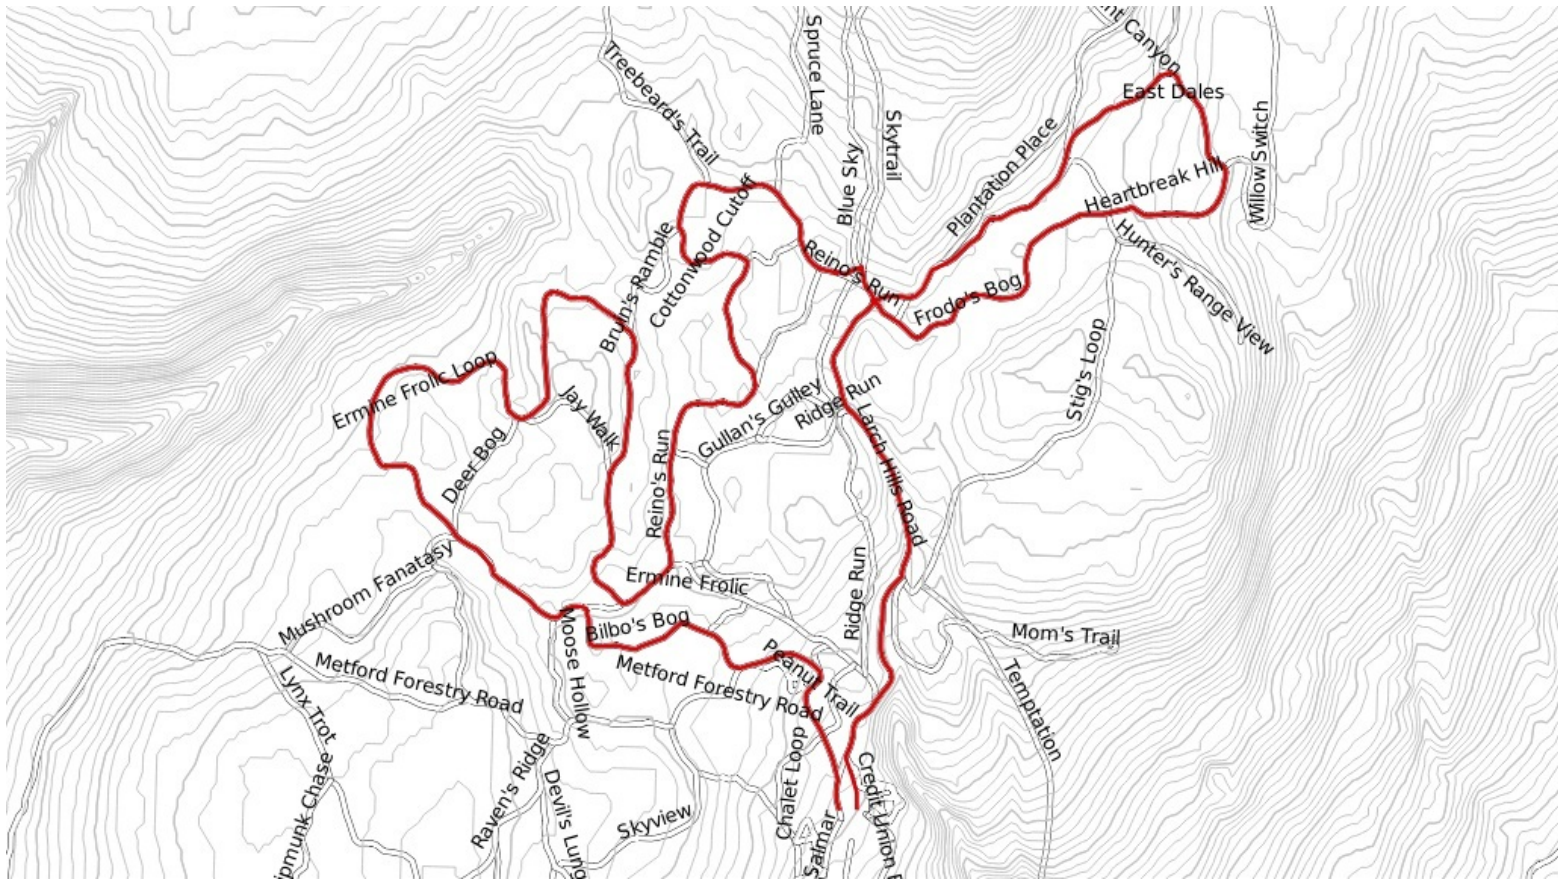 nt Canyon
Spruce Lane
Treebeard's Trail
East Dales
Skytrail
Willow Switch
Plantation Place
Blue Sky
Heartbreak Hill
Cottonwood Cutoff
Bruin's Ramble
Reino's Run
Hunter's Range View
Frodo's Bog
Ermine Frolic Loop
Stig's Loop
Jay Walk
Gullan's Gulley
Ridge Run
Larch Hills Road
Deer Bog
Reino's Run
Mushroom Fanatasy
Ermine Frolic
Ridge Run
Bilbo's Bog
Moose Hollow
Mom's Trail
Metford Forestry Road
Metford Forestry Road
Peanut Trail
Lynx Trot
Temptation
Raven's Ridge
Chalet Loop
Credit Union
ipmunk Chase
Devil's Lung
Skyview
Salmar